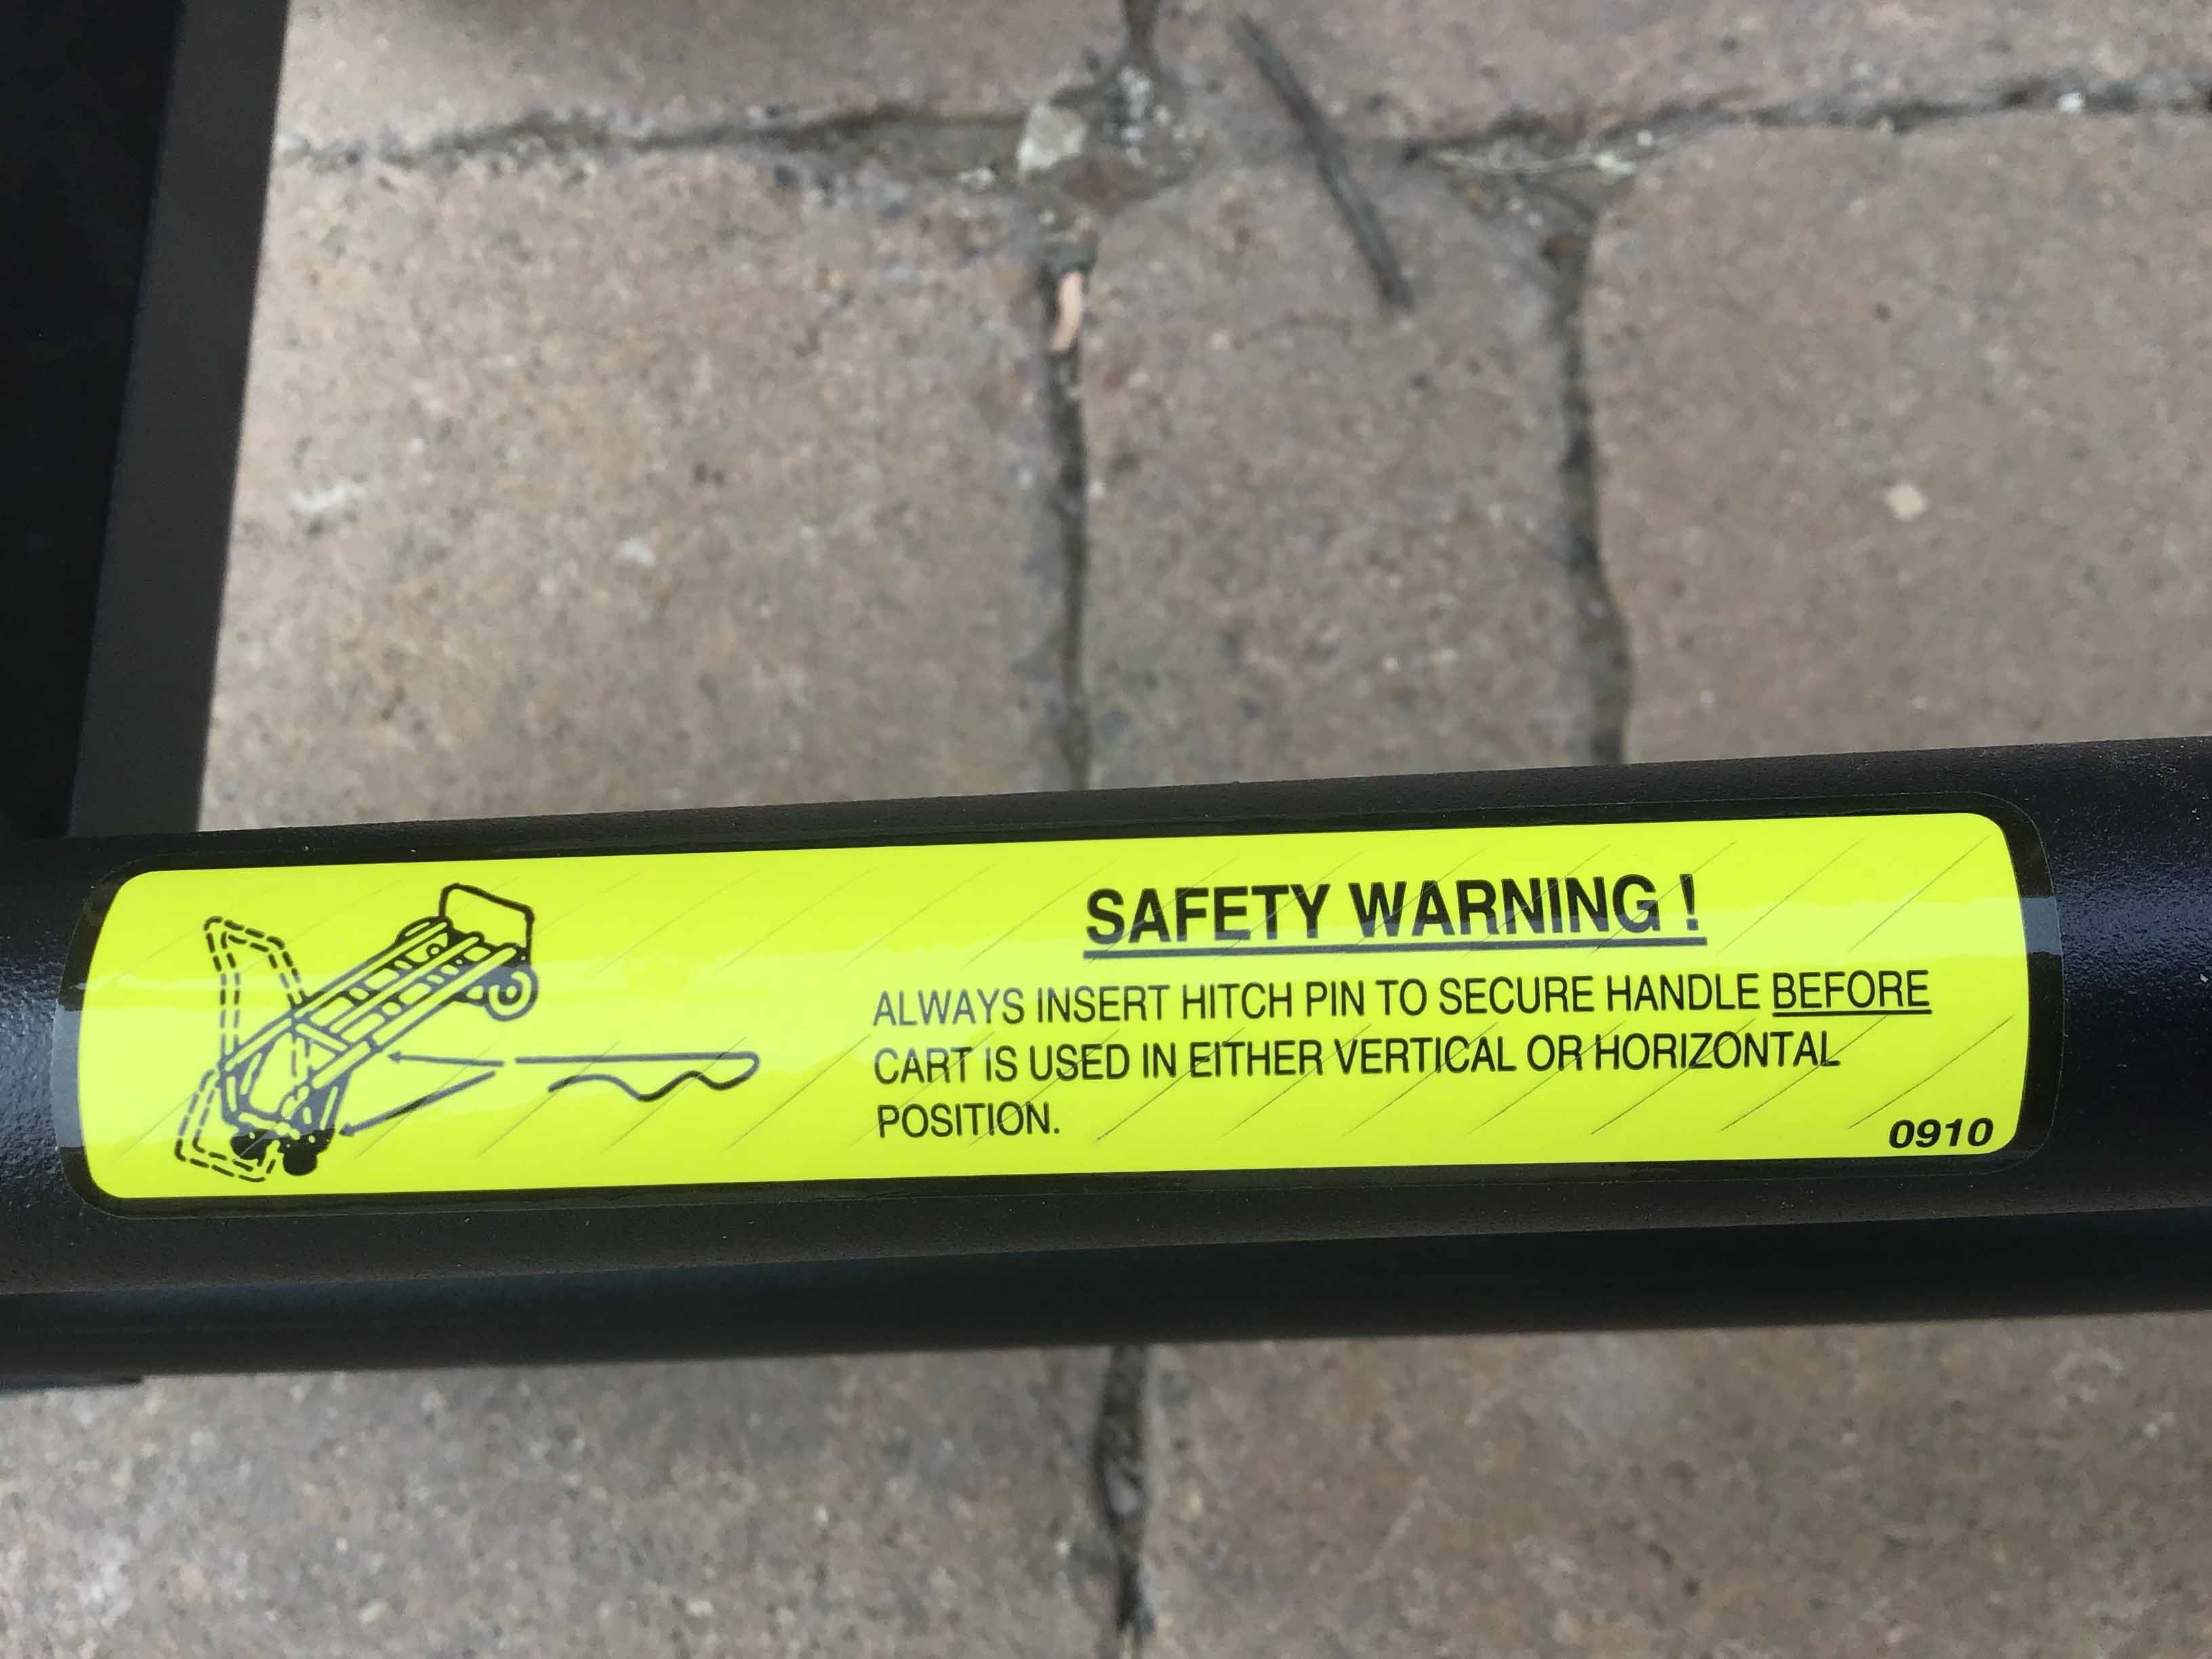 SAFETY WARNING !
ALWAYS INSERT HITCH PIN TO SECURE HANDLE BEFORE
CART IS USED IN EITHER VERTICAL OR HORIZONTAL
POSITION.
0910